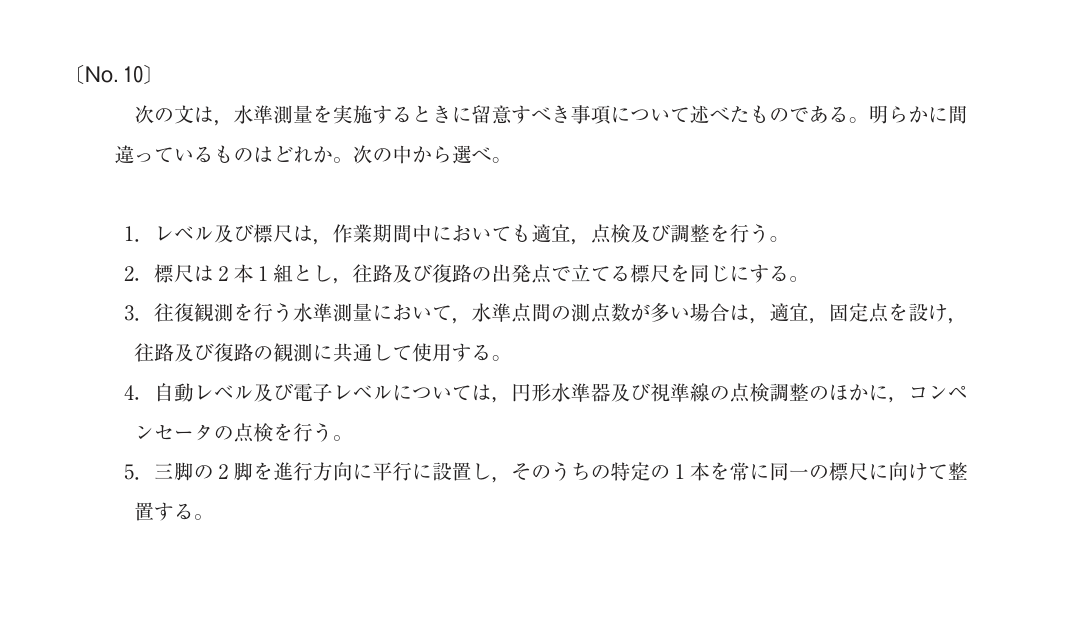 〔No. 10〕
次の文は，水準測量を実施するときに留意すべき事項について述べたものである。明らかに間
違っているものはどれか。次の中から選べ。
1．レベル及び標尺は，作業期間中においても適宜，点検及び調整を行う。
2．標尺は２本１組とし，往路及び復路の出発点で立てる標尺を同じにする。
3．往復観測を行う水準測量において，水準点間の測点数が多い場合は，適宜，固定点を設け，
往路及び復路の観測に共通して使用する。
4．自動レベル及び電子レベルについては，円形水準器及び視準線の点検調整のほかに，コンペ
ンセータの点検を行う。
5．三脚の２脚を進行方向に平行に設置し，そのうちの特定の１本を常に同一の標尺に向けて整
置する。